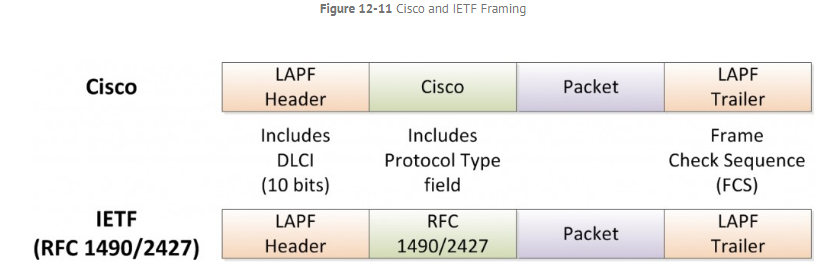 Figure 12-11 Cisco and IETF Framing
Cisco
LAPF
Header
Cisco
Packet
LAPF
Trailer
Includes
DLCI
(10 bits)
Includes
Protocol Type
field
Frame
Check Sequence
(FCS)
IETF
(RFC 1490/2427)
LAPF
Header
RFC
1490/2427
Packet
LAPF
Trailer